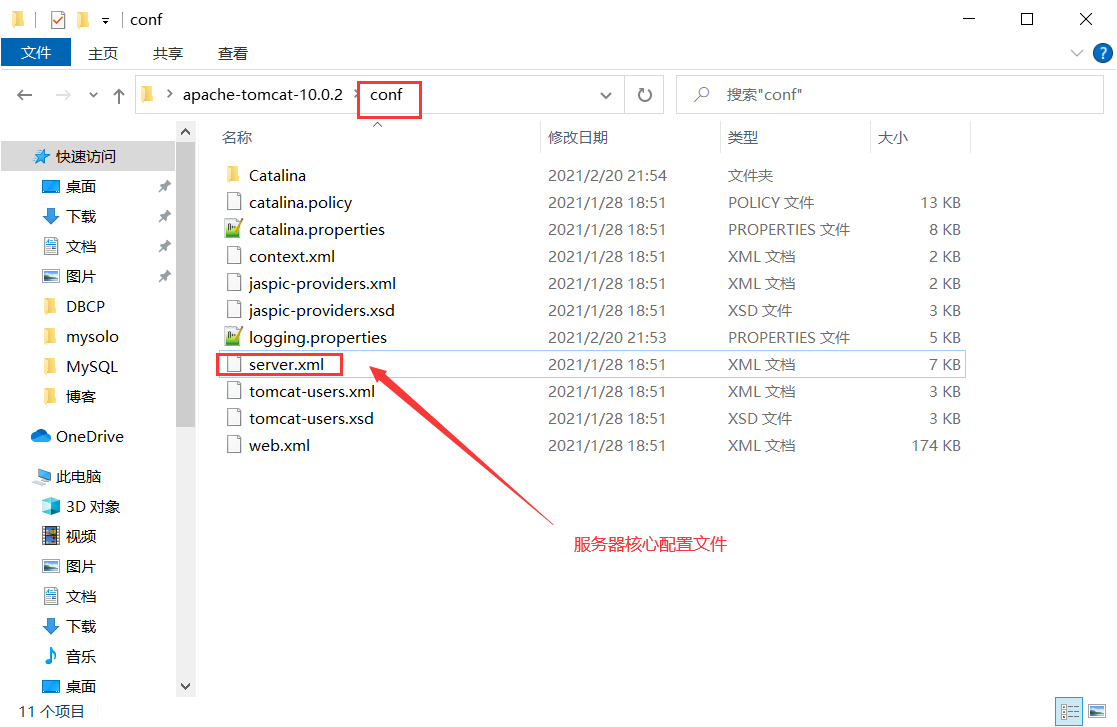 conf
文件 主页 共享 查看
apache-tomcat-10.0.2 conf 搜索"conf"
名称 修改日期 类型 大小
快速访问
桌面
下载
文档
图片
DBCP
mysolo
MySQL
博客
OneDrive
此电脑
3D 对象
视频
图片
文档
下载
音乐
桌面
Catalina 2021/2/20 21:54 文件夹
catalina.policy 2021/1/28 18:51 POLICY 文件 13 KB
catalina.properties 2021/1/28 18:51 PROPERTIES 文件 8 KB
context.xml 2021/1/28 18:51 XML 文档 2 KB
jaspic-providers.xml 2021/1/28 18:51 XML 文档 2 KB
jaspic-providers.xsd 2021/1/28 18:51 XSD 文件 3 KB
logging.properties 2021/2/20 21:53 PROPERTIES 文件 5 KB
server.xml 2021/1/28 18:51 XML 文档 7 KB
tomcat-users.xml 2021/1/28 18:51 XML 文档 3 KB
tomcat-users.xsd 2021/1/28 18:51 XSD 文件 3 KB
web.xml 2021/1/28 18:51 XML 文档 174 KB
服务器核心配置文件
11 个项目